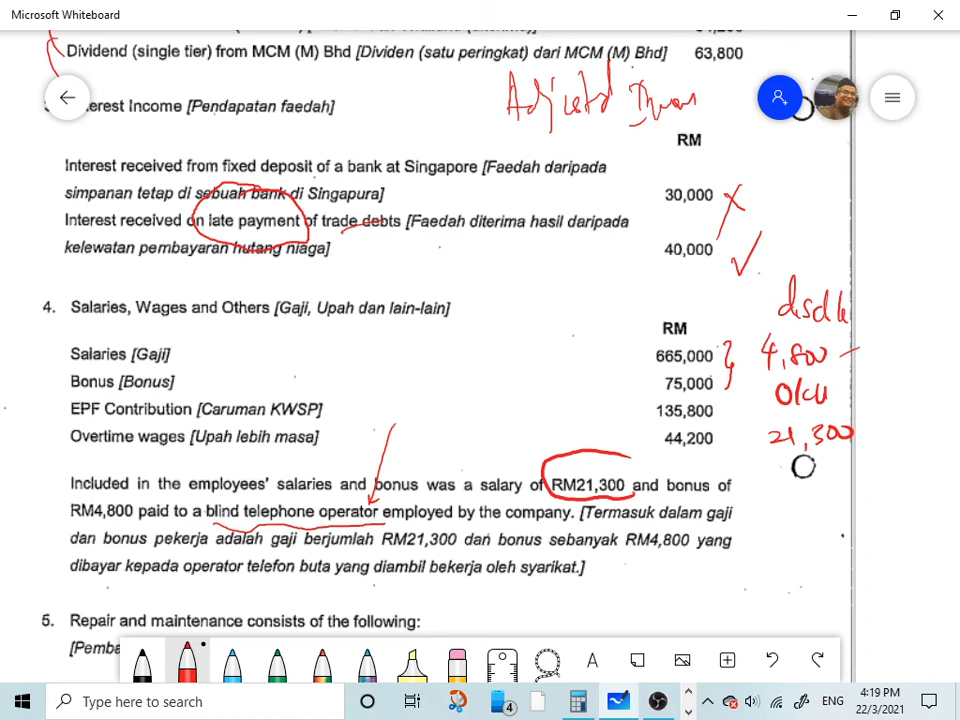 Microsoft Whiteboard
Dividend (single tier) from MCM (M) Bhd [Dividen (satu peringkat) dari MCM (M) Bhd] 63,800
terest Income [Pendapatan faedah]
RM
Interest received from fixed deposit of a bank at Singapore [Faedah daripada
simpanan tetap di sebuah bank di Singapura] 30,000
Interest received on late payment of trade debts [Faedah diterima hasil daripada
kelewatan pembayaran hutang niaga] 40,000
4. Salaries, Wages and Others [Gaji, Upah dan lain-lain]
RM
Salaries [Gaji] 665,000 4,800
Bonus [Bonus] 75,000 OKU
EPF Contribution [Caruman KWSP] 135,800
Overtime wages [Upah lebih masa] 44,200 21,300
Included in the employees' salaries and bonus was a salary of RM21,300 and bonus of
RM4,800 paid to a blind telephone operator employed by the company. [Termasuk dalam gaji
dan bonus pekerja adalah gaji berjumlah RM21,300 dan bonus sebanyak RM4,800 yang
dibayar kepada operator telefon buta yang diambil bekerja oleh syarikat.]
5. Repair and maintenance consists of the following:
[Pemba
A
Type here to search
4
ENG
4:19 PM
22/3/2021